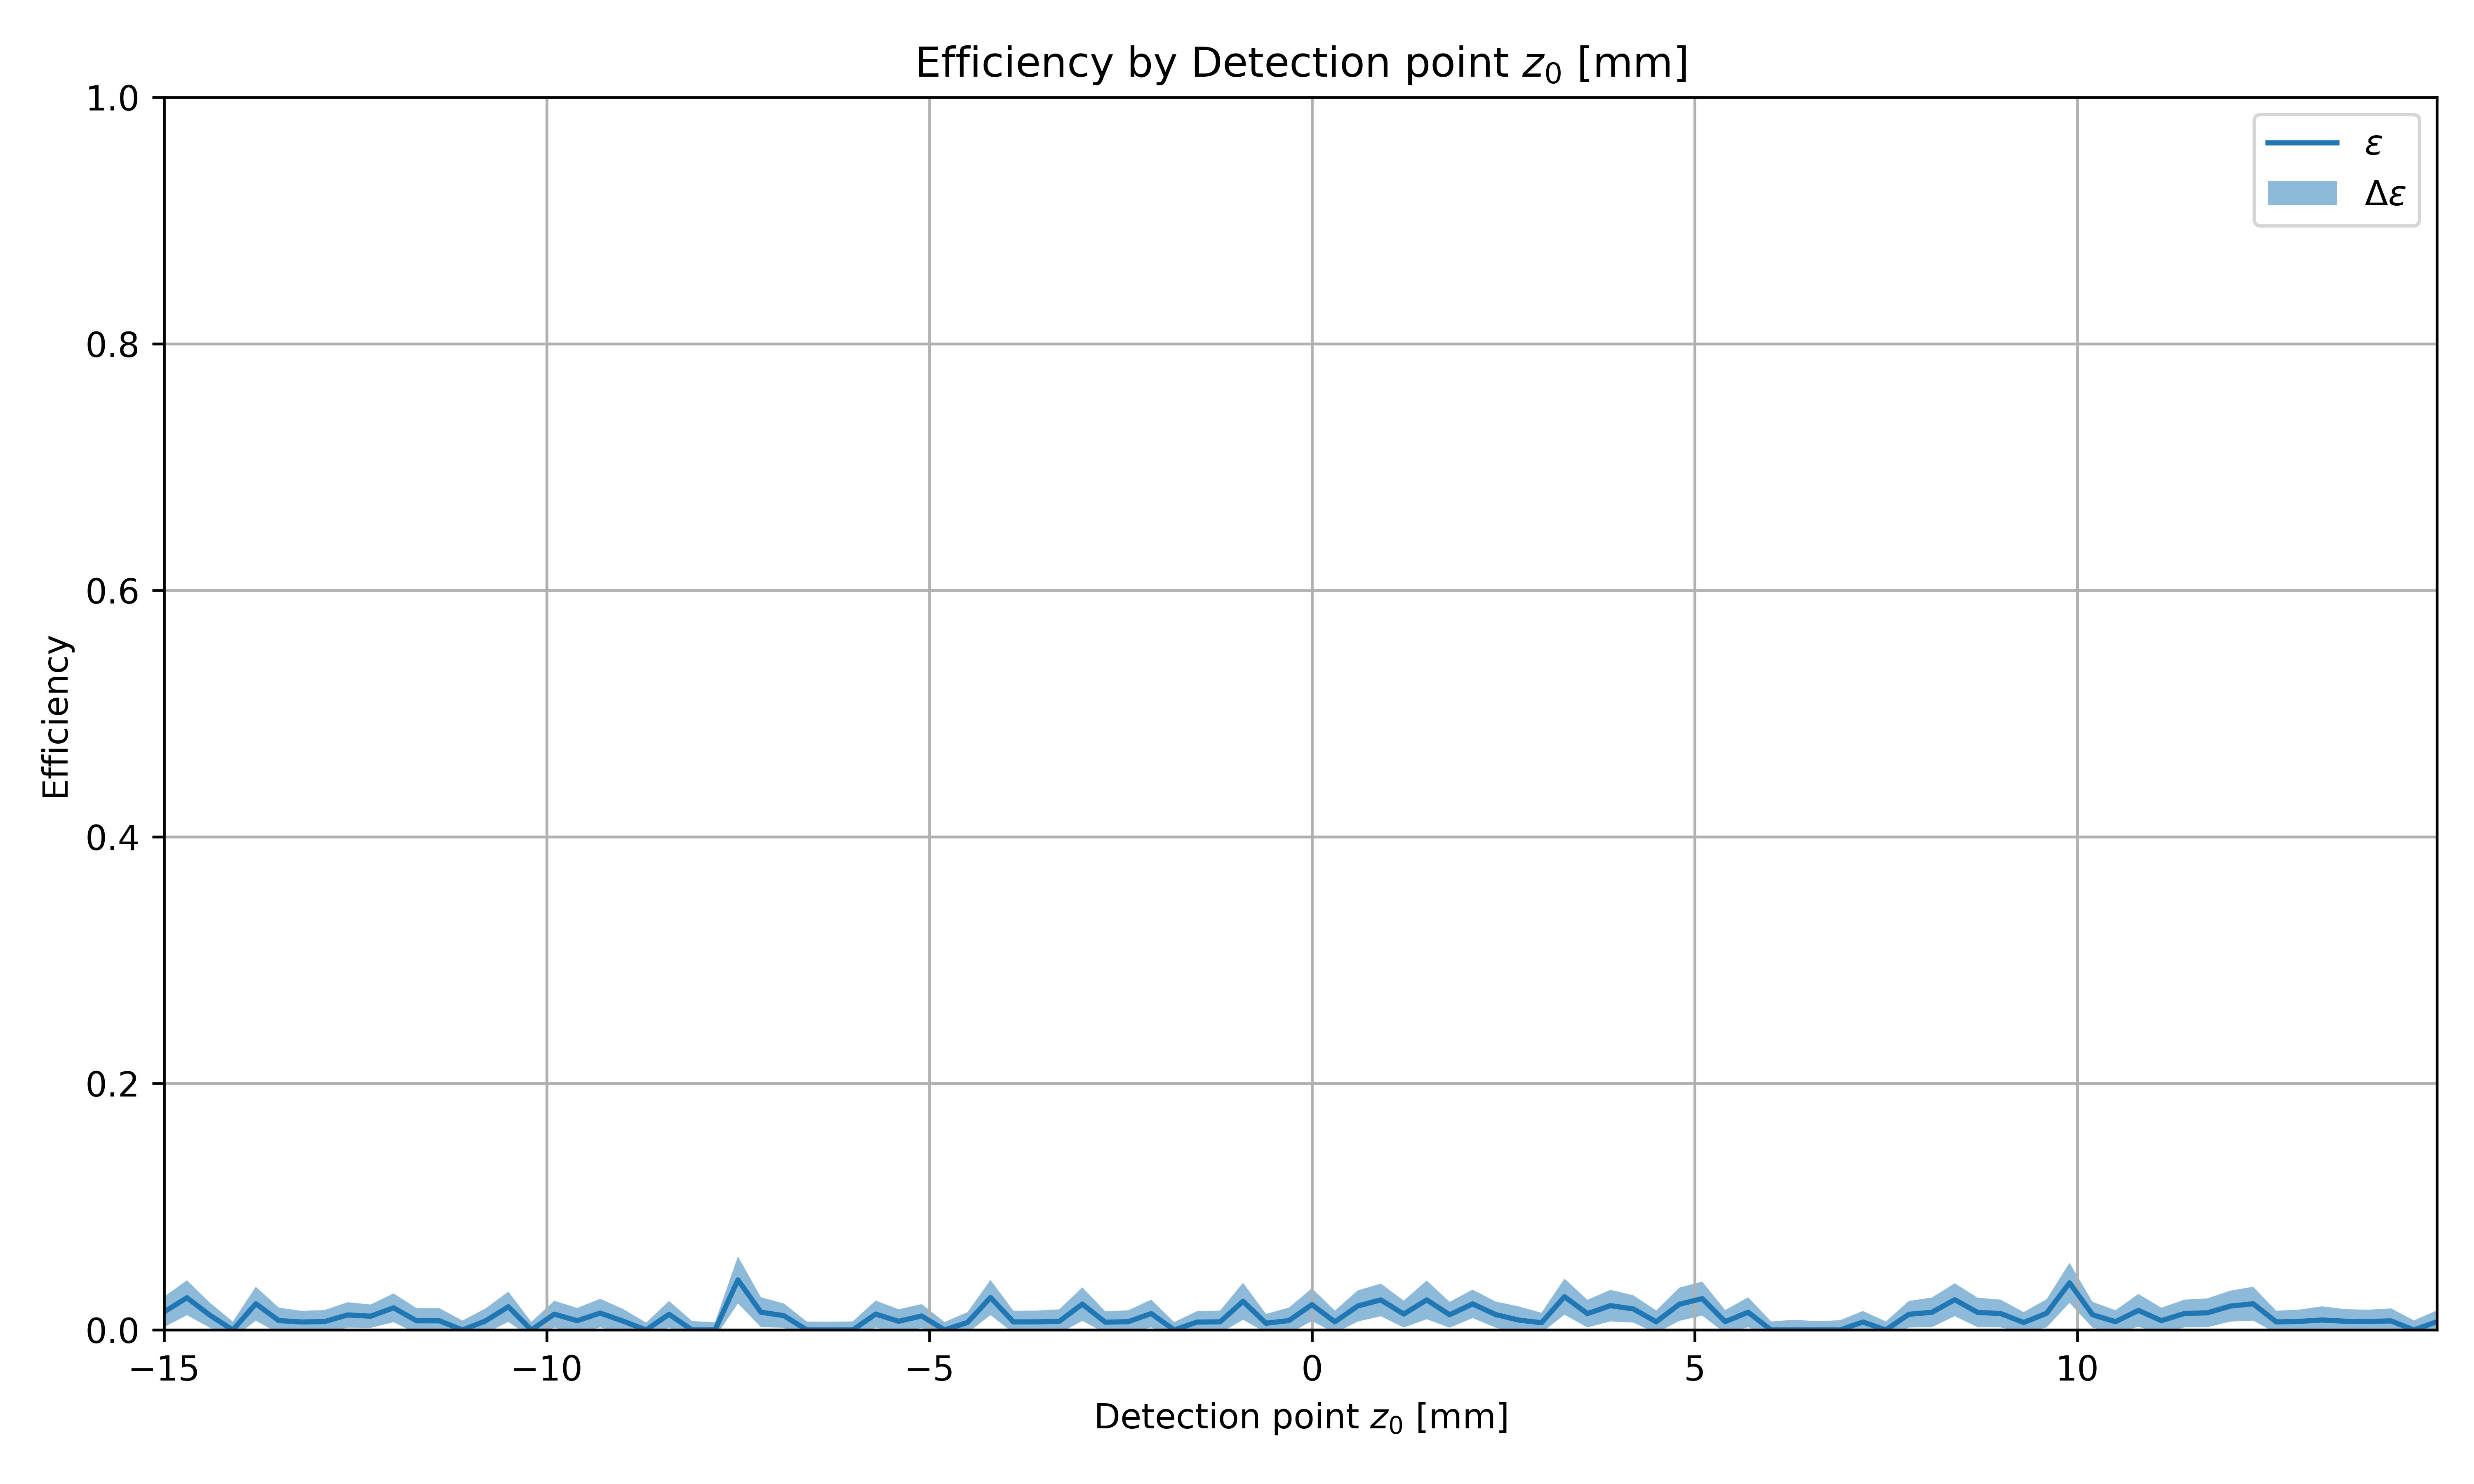 Efficiency by Detection point z₀ [mm]
1.0
0.8
0.6
0.4
0.2
0.0
Efficiency
ε
Δε
−15
−10
−5
0
5
10
Detection point z₀ [mm]